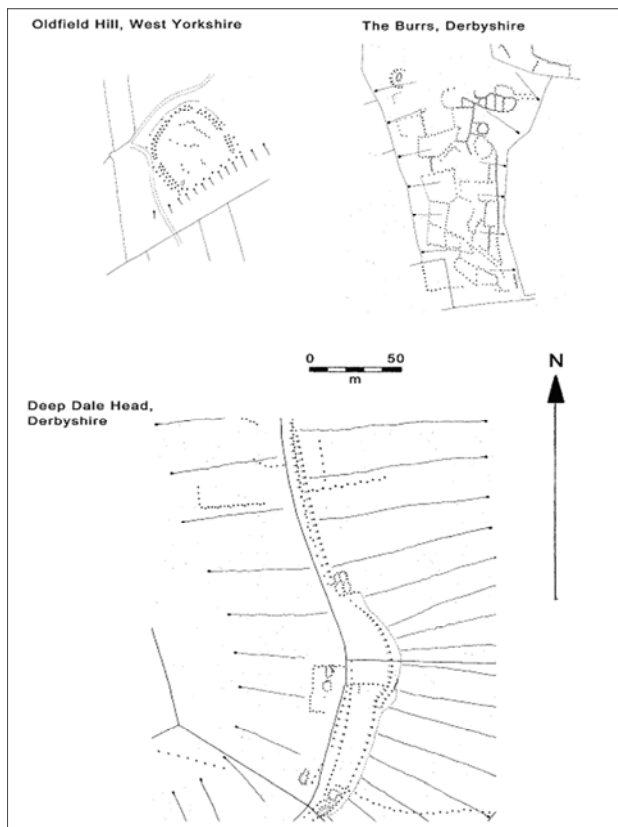 Oldfield Hill, West Yorkshire
The Burrs, Derbyshire
0 50
m
N
Deep Dale Head,
Derbyshire